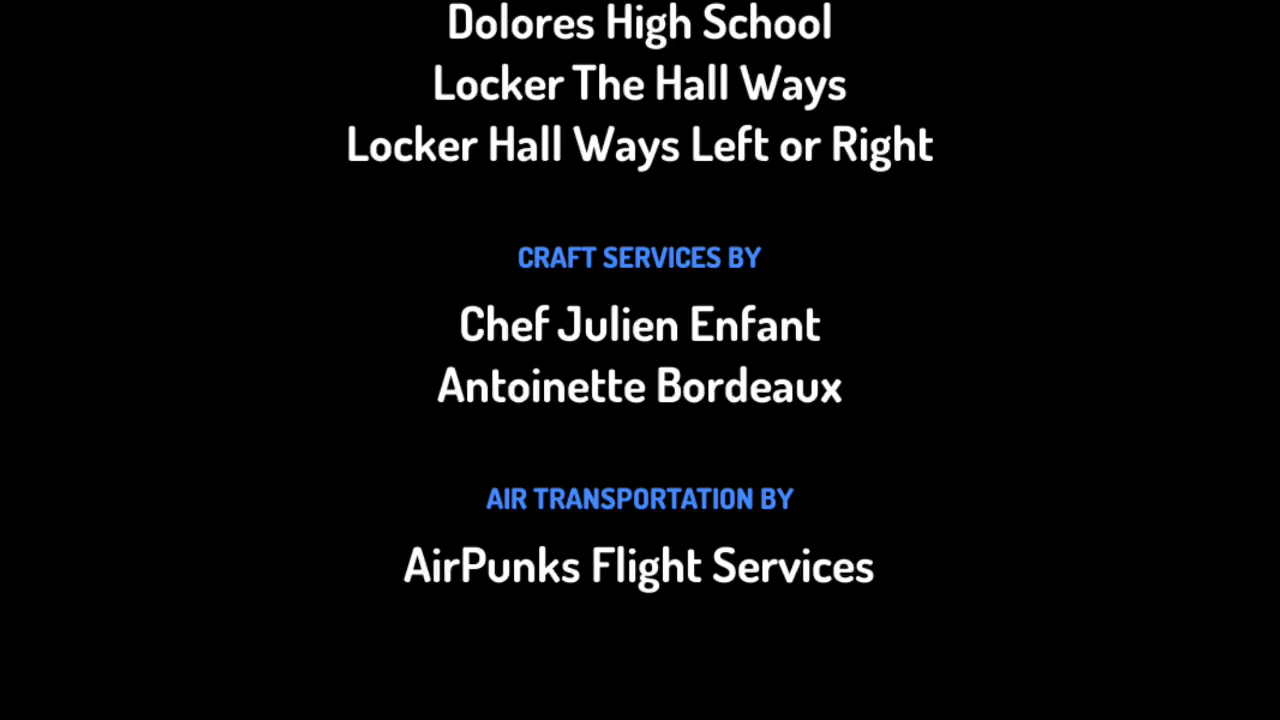 Dolores High School
Locker The Hall Ways
Locker Hall Ways Left or Right
CRAFT SERVICES BY
Chef Julien Enfant
Antoinette Bordeaux
AIR TRANSPORTATION BY
AirPunks Flight Services